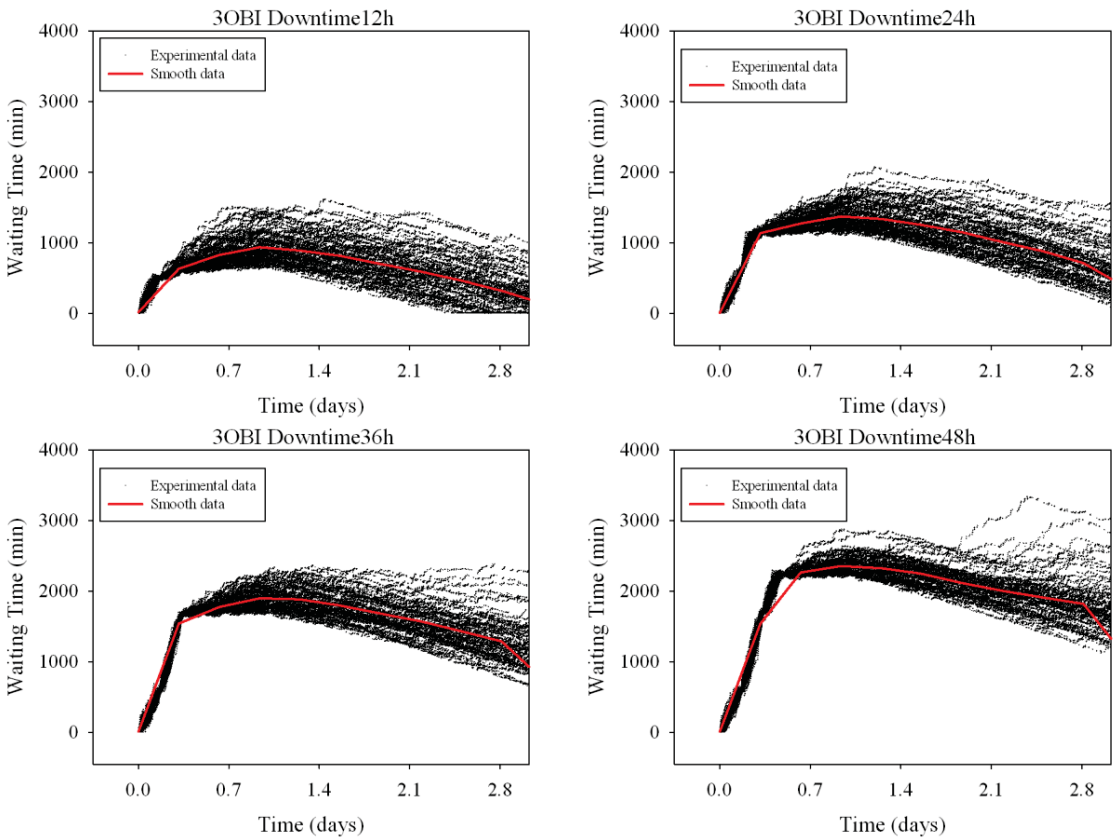 3OBI Downtime12h
4000
3000
2000
1000
0
Waiting Time (min)
Experimental data
Smooth data
0.0 0.7 1.4 2.1 2.8
Time (days)
3OBI Downtime24h
4000
3000
2000
1000
0
Waiting Time (min)
Experimental data
Smooth data
0.0 0.7 1.4 2.1 2.8
Time (days)
3OBI Downtime36h
4000
3000
2000
1000
0
Waiting Time (min)
Experimental data
Smooth data
0.0 0.7 1.4 2.1 2.8
Time (days)
3OBI Downtime48h
4000
3000
2000
1000
0
Waiting Time (min)
Experimental data
Smooth data
0.0 0.7 1.4 2.1 2.8
Time (days)